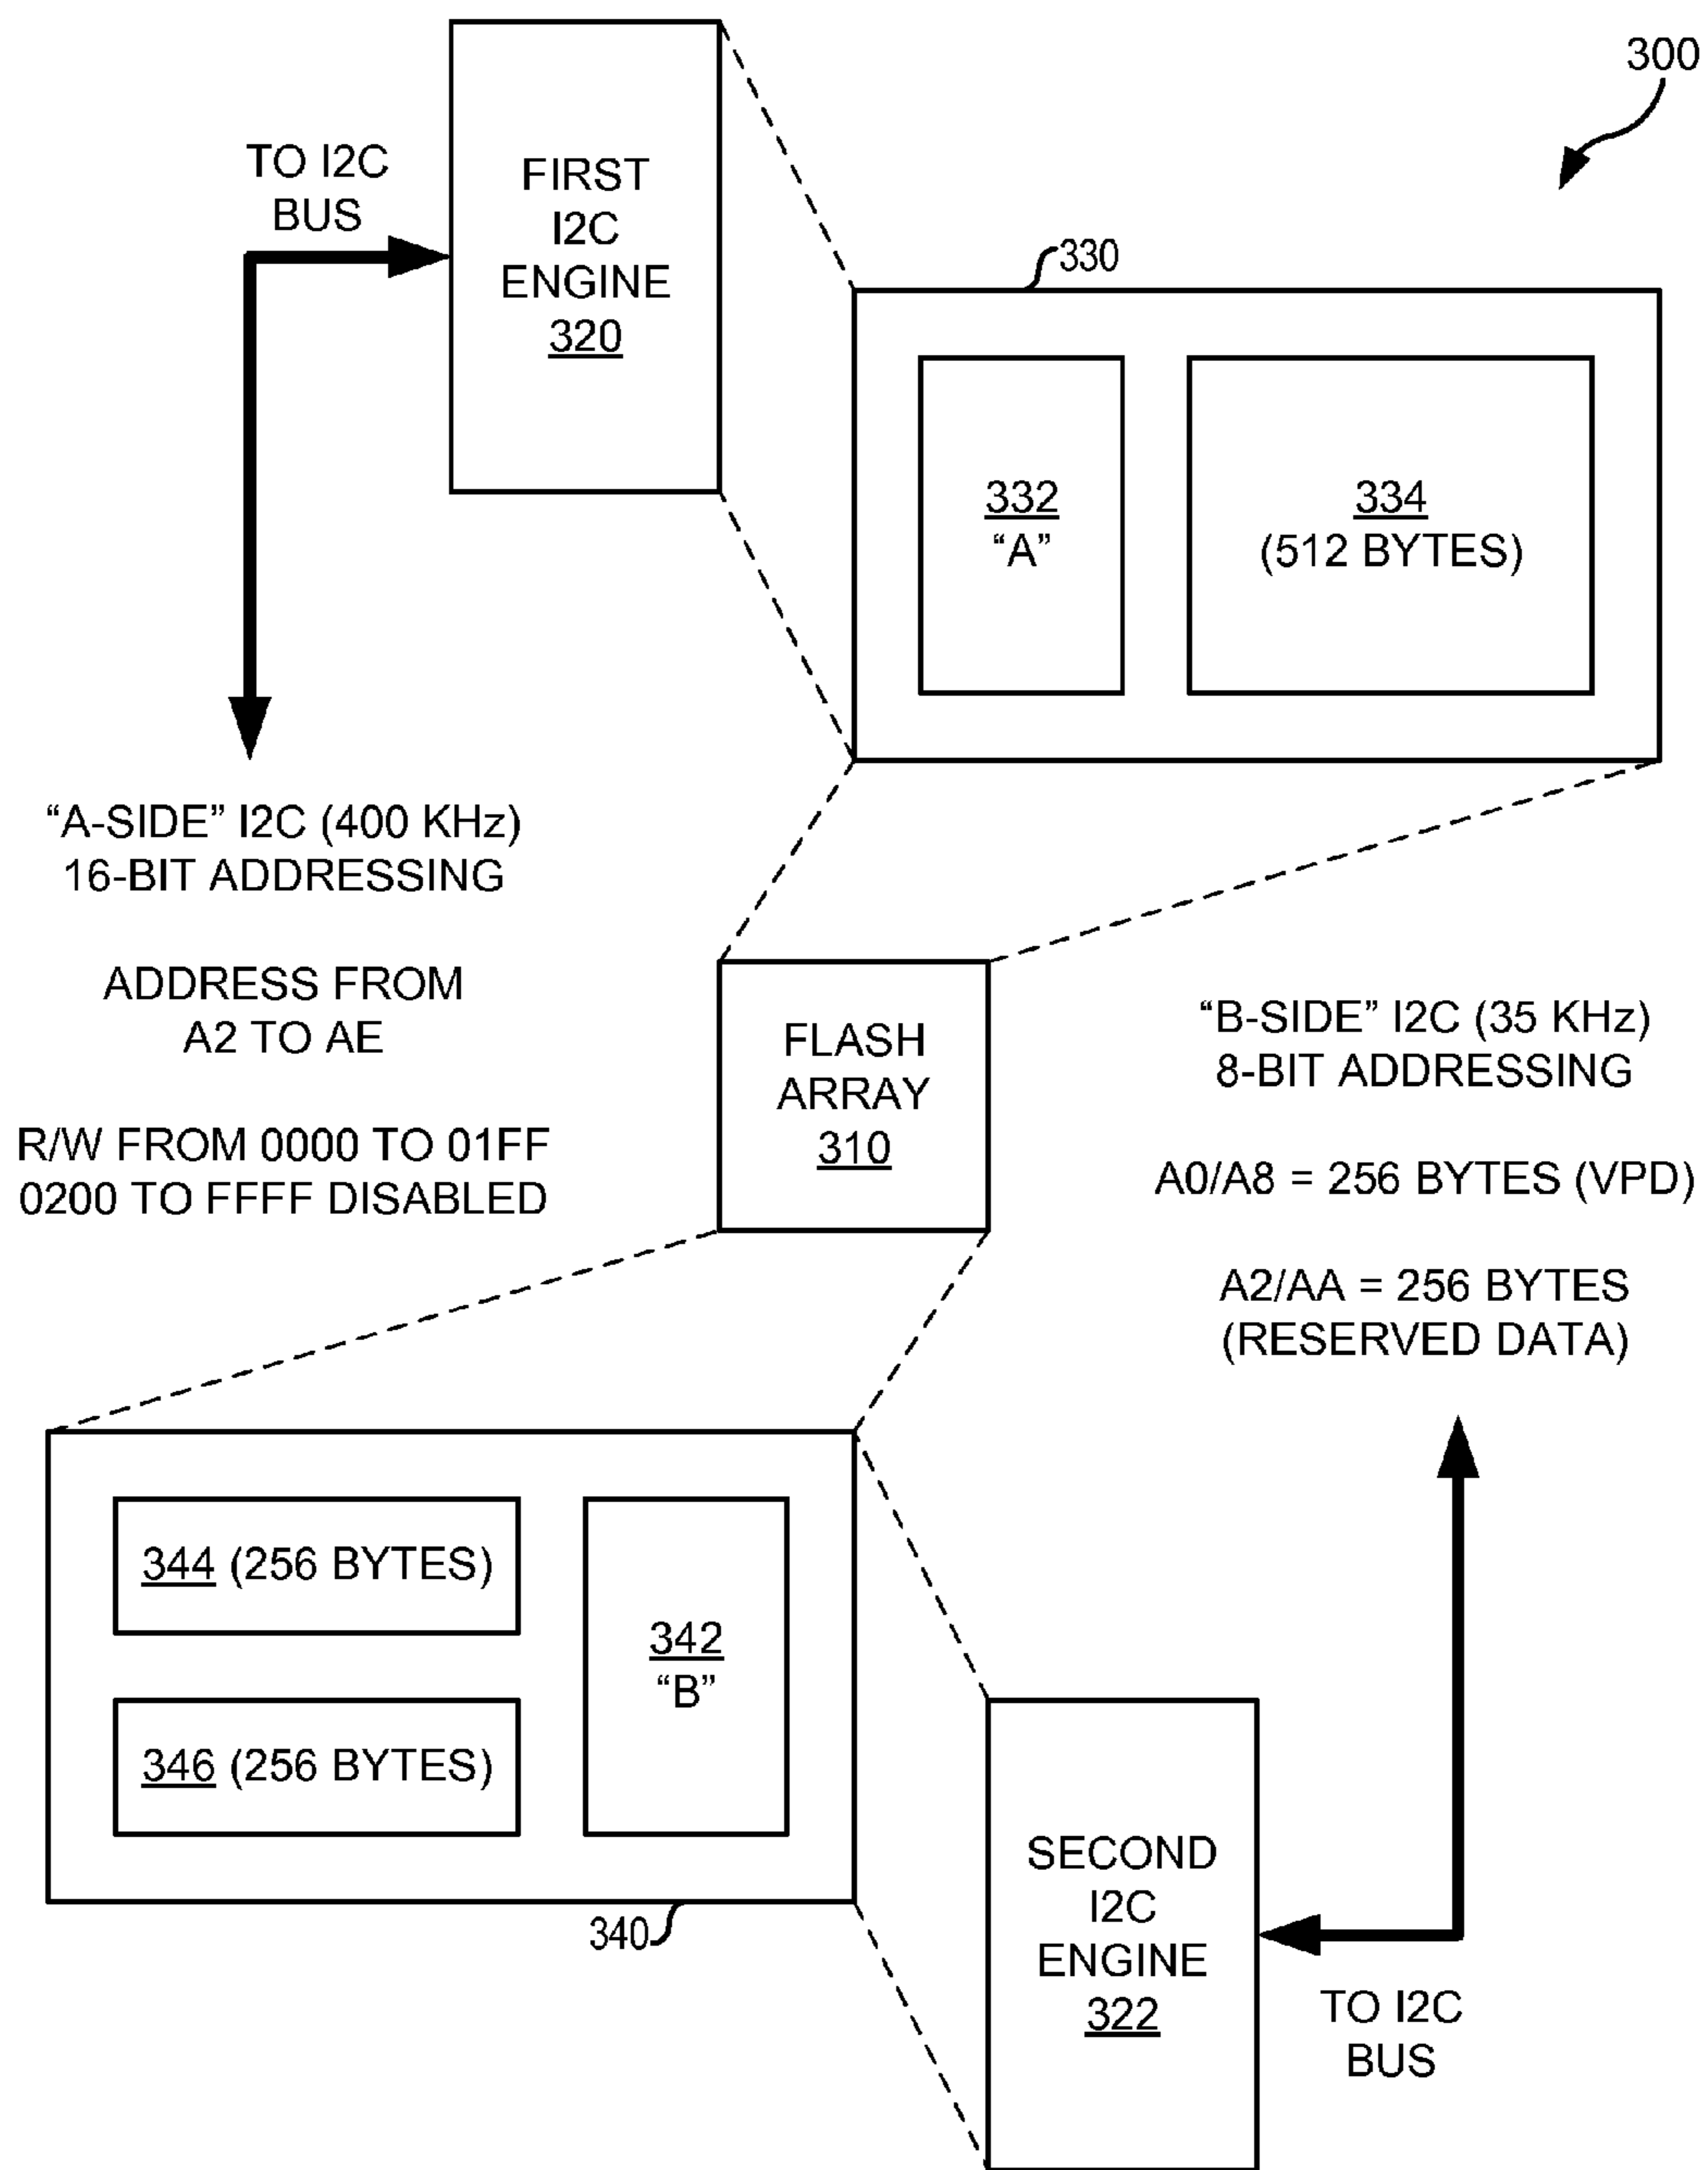 300
TO I2C
BUS
FIRST
I2C
ENGINE
320
330
332
“A”
334
(512 BYTES)
“A-SIDE” I2C (400 KHz)
16-BIT ADDRESSING
ADDRESS FROM
A2 TO AE
R/W FROM 0000 TO 01FF
0200 TO FFFF DISABLED
FLASH
ARRAY
310
“B-SIDE” I2C (35 KHz)
8-BIT ADDRESSING
A0/A8 = 256 BYTES (VPD)
A2/AA = 256 BYTES
(RESERVED DATA)
344 (256 BYTES)
346 (256 BYTES)
342
“B”
340
SECOND
I2C
ENGINE
322
TO I2C
BUS